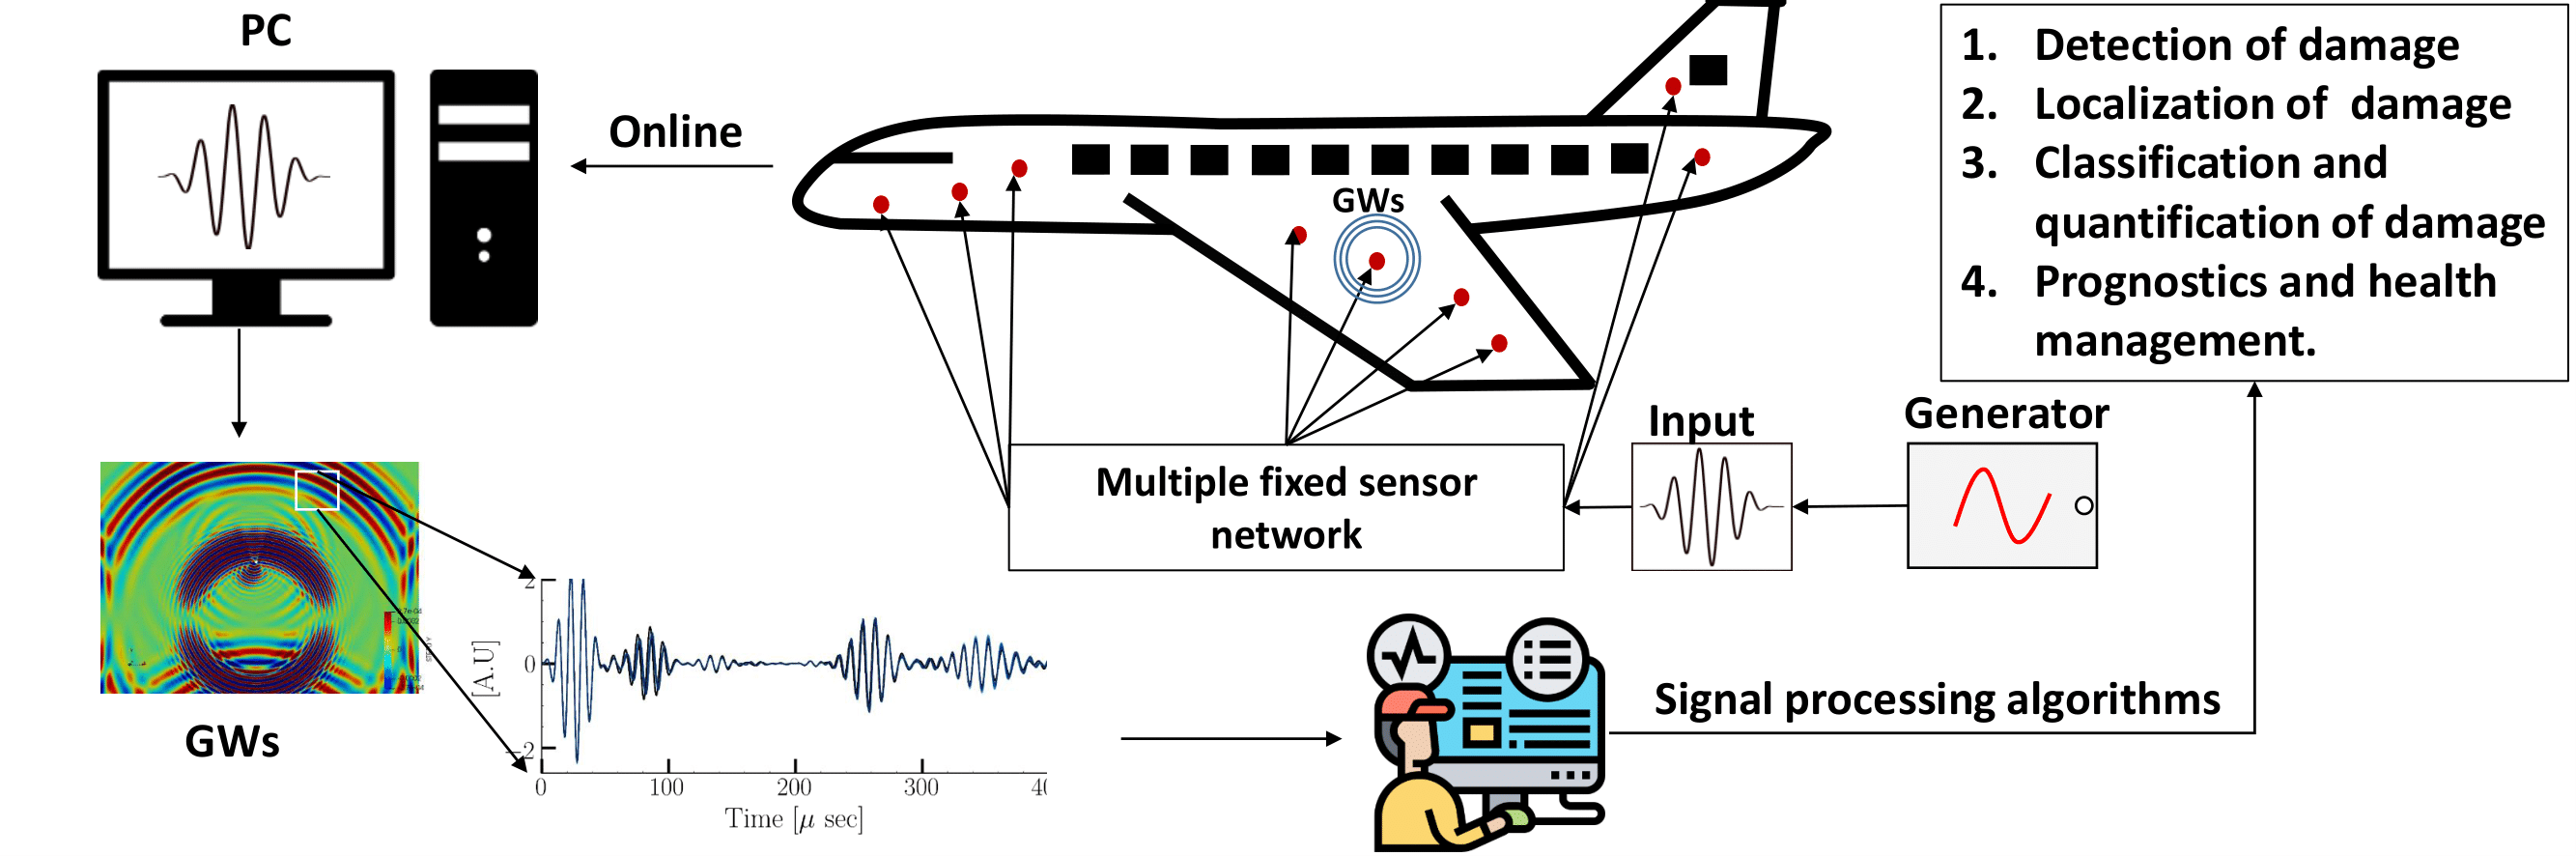 PC
Online
GWs
1. Detection of damage
2. Localization of damage
3. Classification and
quantification of damage
4. Prognostics and health
management.
Input
Generator
Multiple fixed sensor
network
GWs
2
0
−2
[A.U]
0 100 200 300
Time [μ sec]
Signal processing algorithms